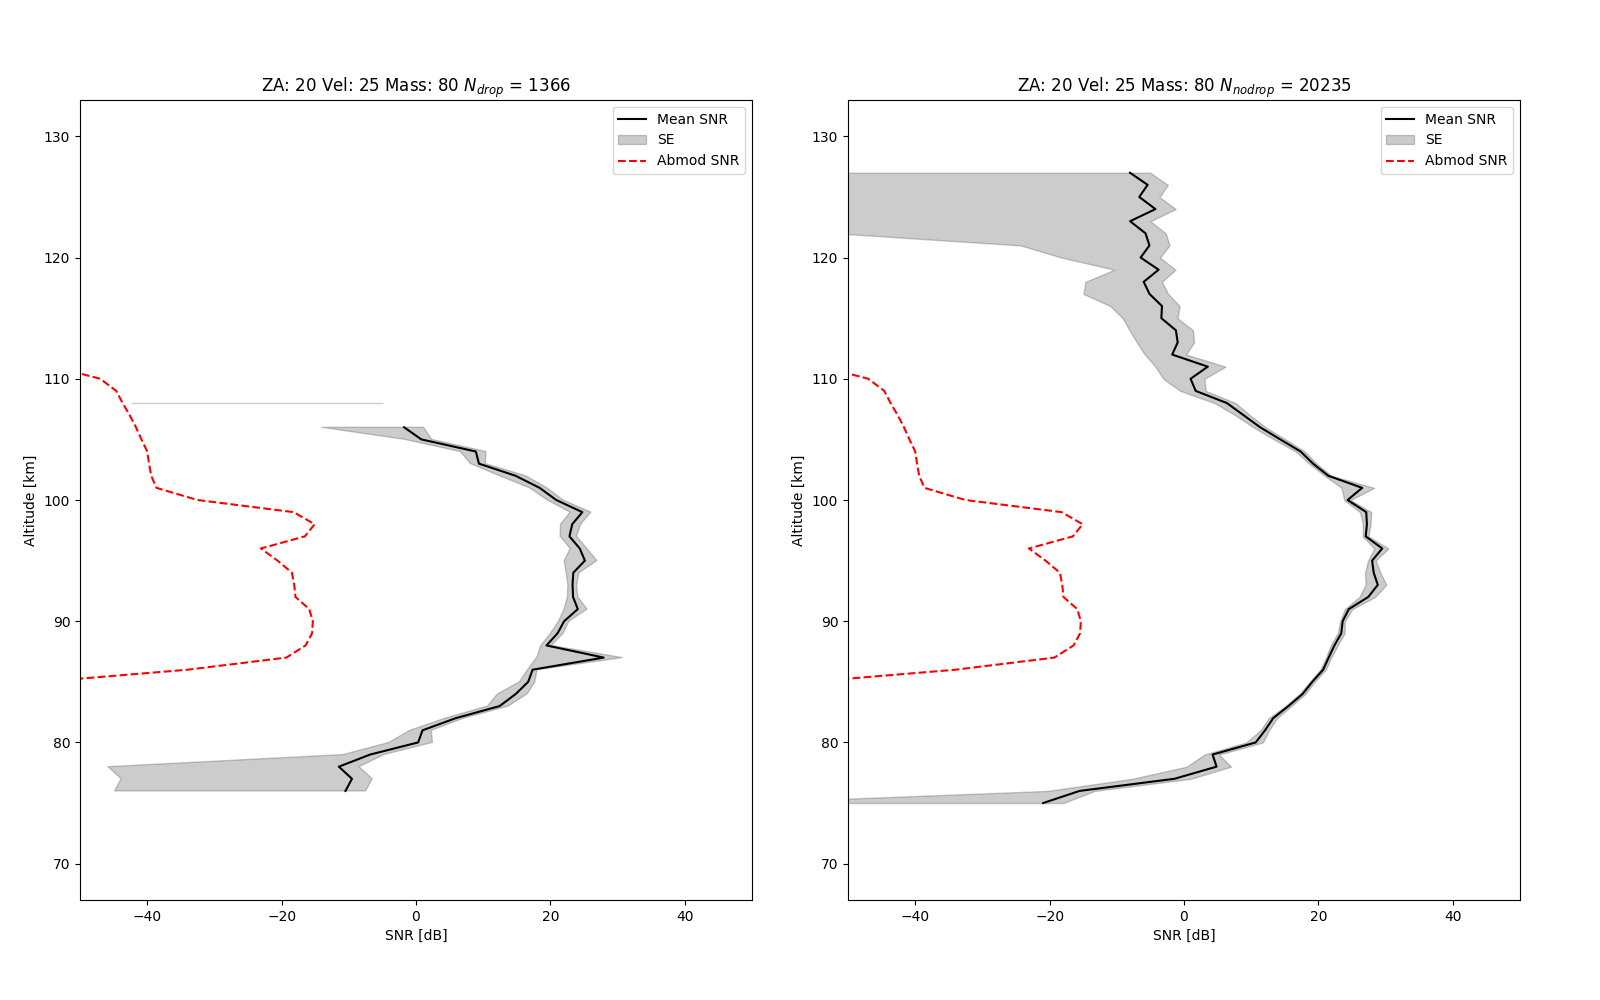 ZA: 20 Vel: 25 Mass: 80 N_drop = 1366
130
120
110
100
90
80
70
Altitude [km]
−40
−20
0
20
40
SNR [dB]
Mean SNR
SE
Abmod SNR
ZA: 20 Vel: 25 Mass: 80 N_nodrop = 20235
130
120
110
100
90
80
70
Altitude [km]
−40
−20
0
20
40
SNR [dB]
Mean SNR
SE
Abmod SNR